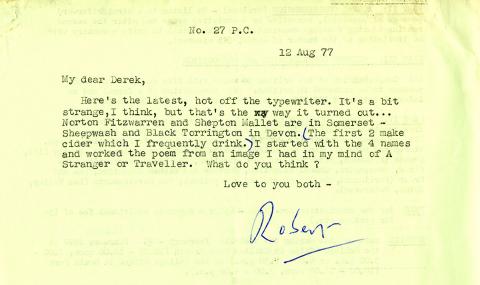 No. 27 P.C.
12 Aug 77
My dear Derek,
Here's the latest, hot off the typewriter. It's a bit
strange,I think, but that's the way it turned out...
Norton Fitzwarren and Shepton Mallet are in Somerset -
Sheepwash and Black Torrington in Devon.(The first 2 make
cider which I frequently drink.)I started with the 4 names
and worked the poem from an image I had in my mind of A
Stranger or Traveller. What do you think ?
Love to you both -
Robert